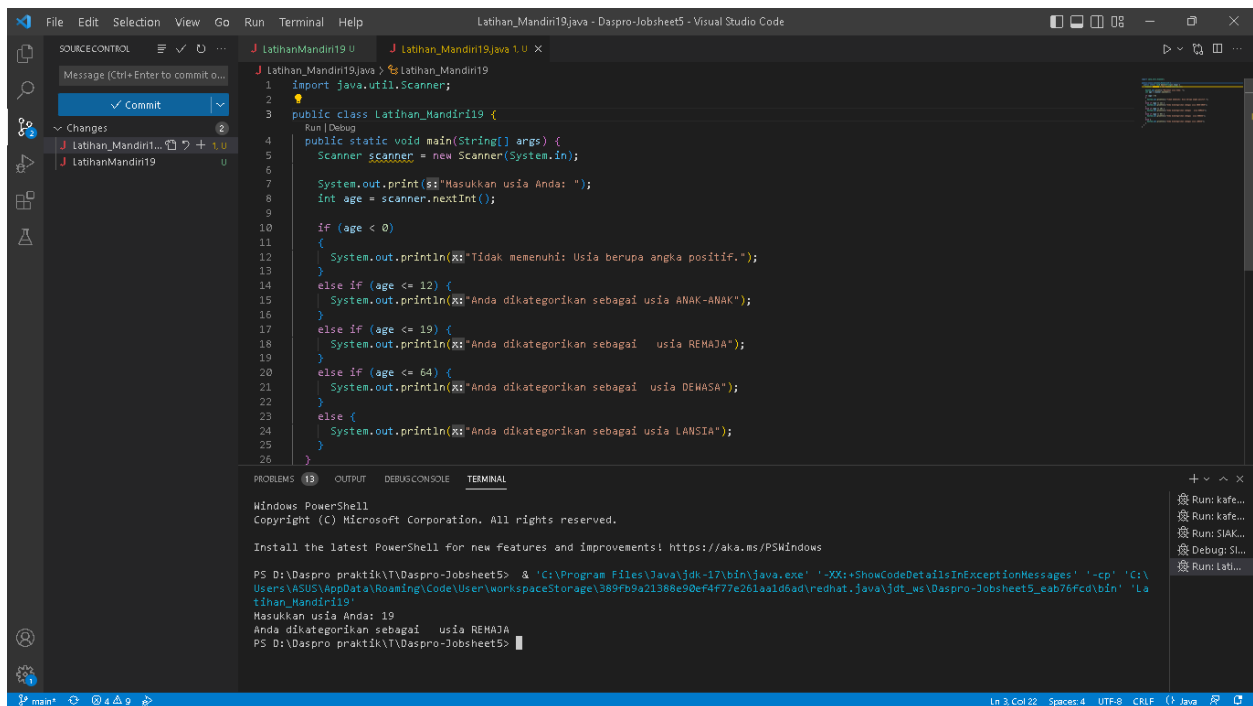 File Edit Selection View Go Run Terminal Help Latihan_Mandiri19.java - Daspro-Jobsheet5 - Visual Studio Code
SOURCE CONTROL
Message (Ctrl+Enter to commit o...
Commit
Changes 2
J Latihan_Mandiri1... 1, U
J LatihanMandiri19 U
J LatihanMandiri19 U J Latihan_Mandiri19.java 1, U
J Latihan_Mandiri19.java > Latihan_Mandiri19
1 import java.util.Scanner;
2
3 public class Latihan_Mandiri19 {
Run | Debug
4 public static void main(String[] args) {
5 Scanner scanner = new Scanner(System.in);
6
7 System.out.print(s:"Masukkan usia Anda: ");
8 int age = scanner.nextInt();
9
10 if (age < 0)
11 {
12 System.out.println(x:"Tidak memenuhi: Usia berupa angka positif.");
13 }
14 else if (age <= 12) {
15 System.out.println(x:"Anda dikategorikan sebagai usia ANAK-ANAK");
16 }
17 else if (age <= 19) {
18 System.out.println(x:"Anda dikategorikan sebagai   usia REMAJA");
19 }
20 else if (age <= 64) {
21 System.out.println(x:"Anda dikategorikan sebagai  usia DEWASA");
22 }
23 else {
24 System.out.println(x:"Anda dikategorikan sebagai usia LANSIA");
25 }
26 }
PROBLEMS 13 OUTPUT DEBUG CONSOLE TERMINAL
Windows PowerShell
Copyright (C) Microsoft Corporation. All rights reserved.
Install the latest PowerShell for new features and improvements! https://aka.ms/PSWindows
PS D:\Daspro praktik\T\Daspro-Jobsheet5>  & 'C:\Program Files\Java\jdk-17\bin\java.exe' '-XX:+ShowCodeDetailsInExceptionMessages' '-cp' 'C:\
Users\ASUS\AppData\Roaming\Code\User\workspaceStorage\389fb9a21388e90ef4f77e261aa1d6ad\redhat.java\jdt_ws\Daspro-Jobsheet5_eab76fcd\bin' 'La
tihan_Mandiri19'
Masukkan usia Anda: 19
Anda dikategorikan sebagai   usia REMAJA
PS D:\Daspro praktik\T\Daspro-Jobsheet5>
Run: kafe...
Run: kafe...
Run: SIAK...
Debug: SI...
Run: Lati...
1
main* 4 9 Ln 3, Col 22 Spaces: 4 UTF-8 CRLF {} Java